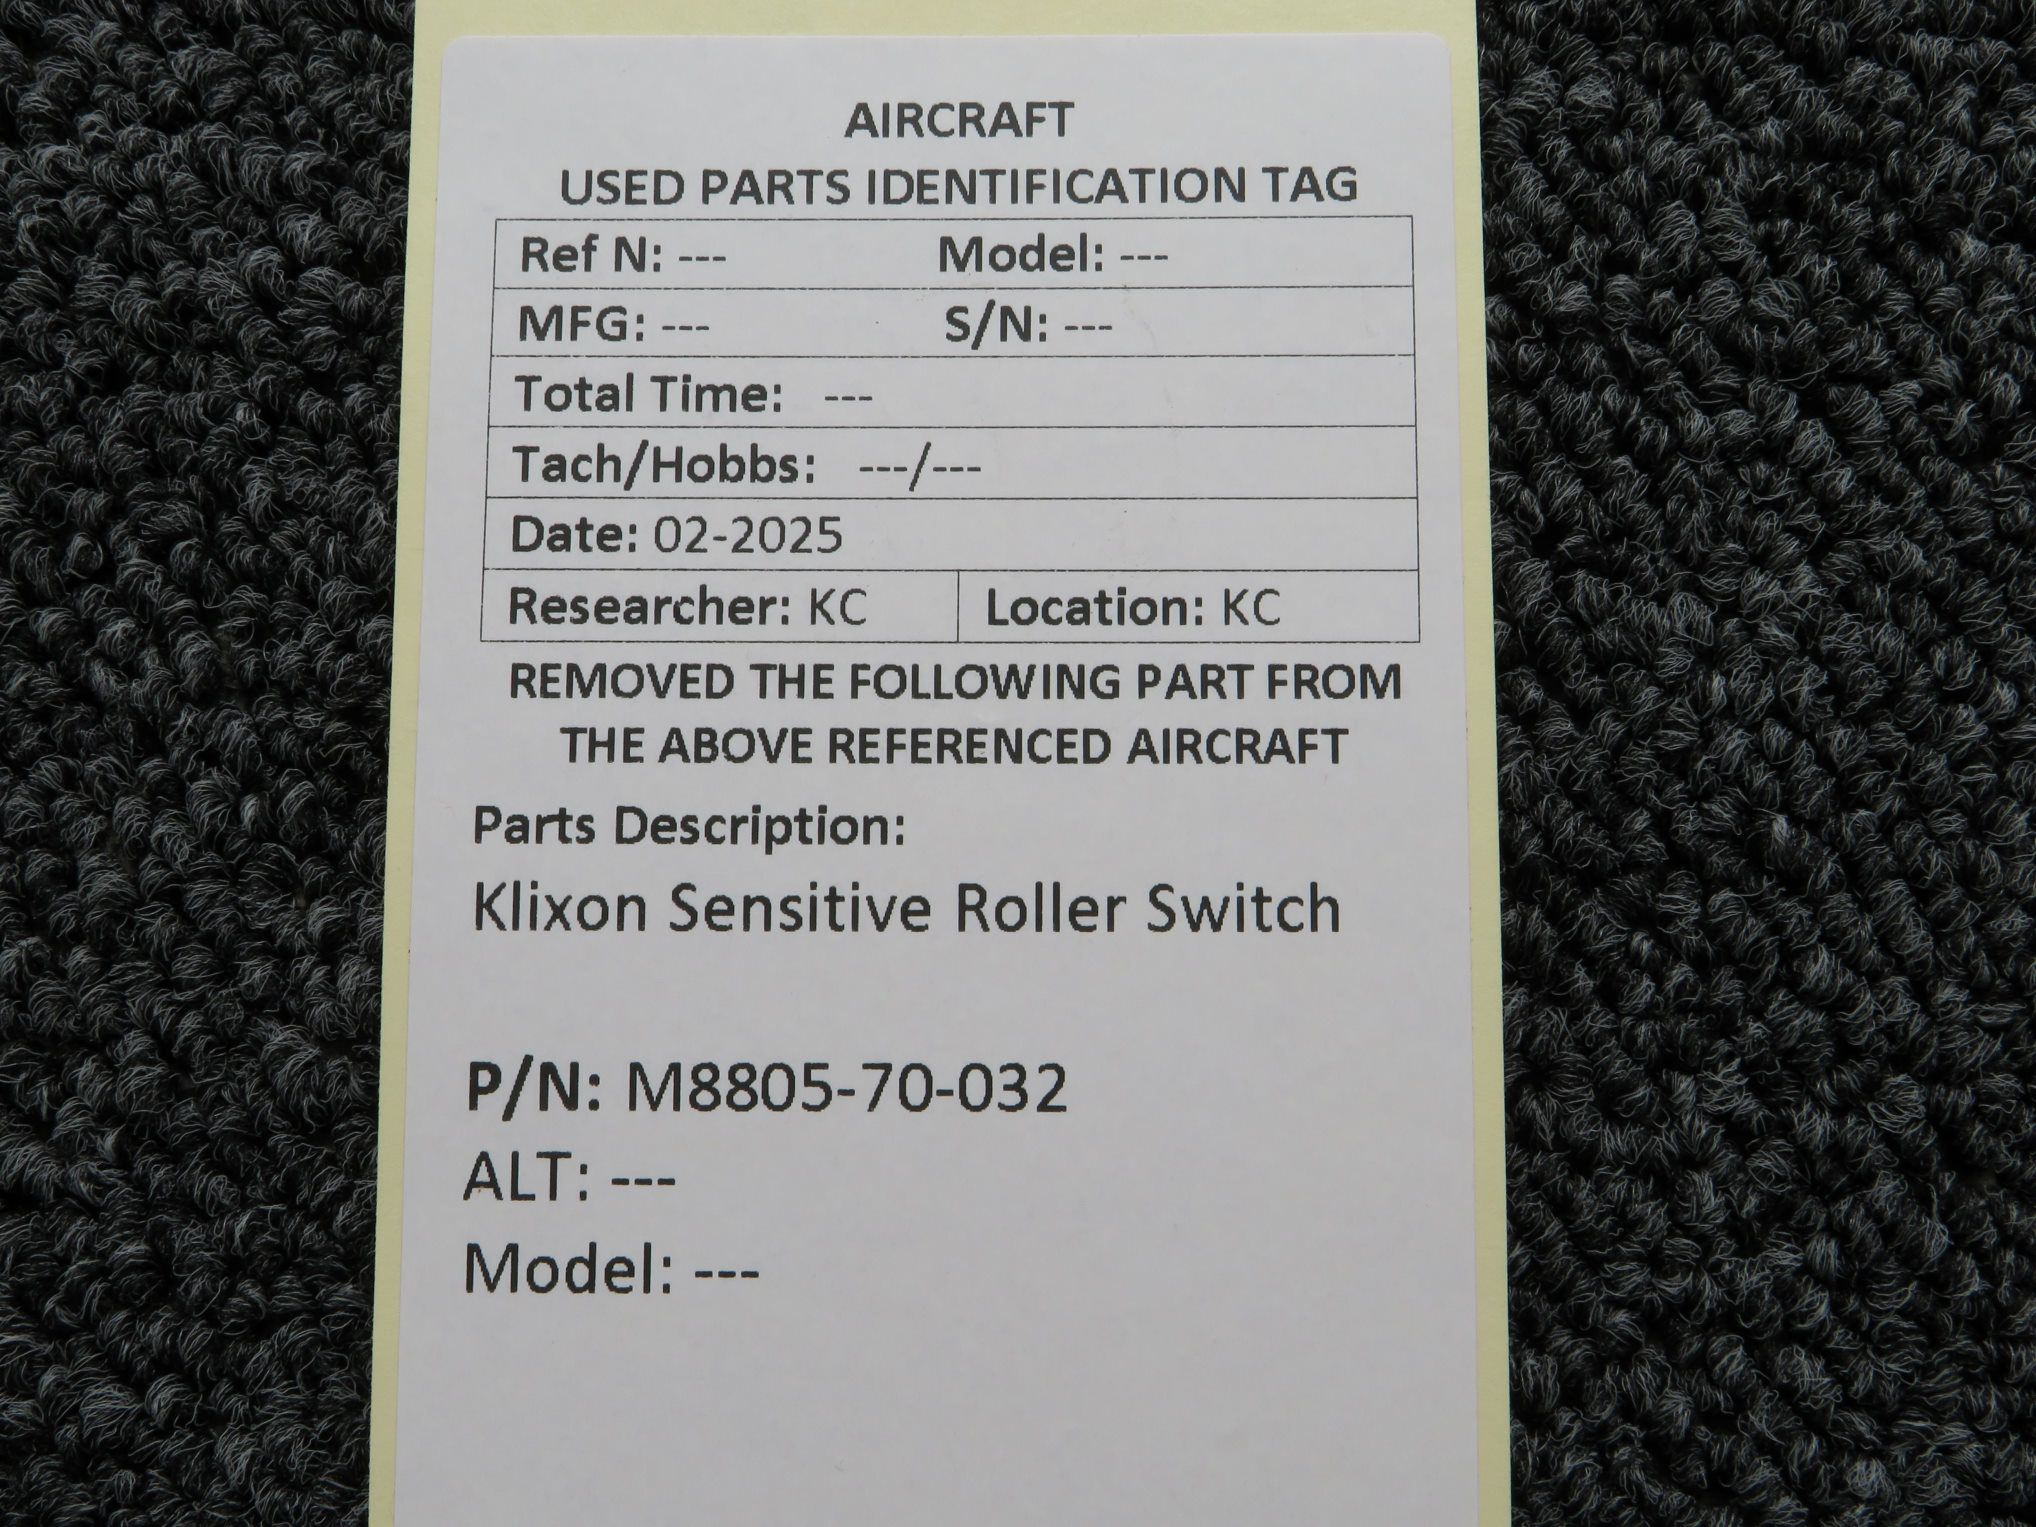 AIRCRAFT
USED PARTS IDENTIFICATION TAG
Ref N: --- Model: ---
MFG: --- S/N: ---
Total Time: ---
Tach/Hobbs: ---/---
Date: 02-2025
Researcher: KC Location: KC
REMOVED THE FOLLOWING PART FROM
THE ABOVE REFERENCED AIRCRAFT
Parts Description:
Klixon Sensitive Roller Switch
P/N: M8805-70-032
ALT: ---
Model: ---